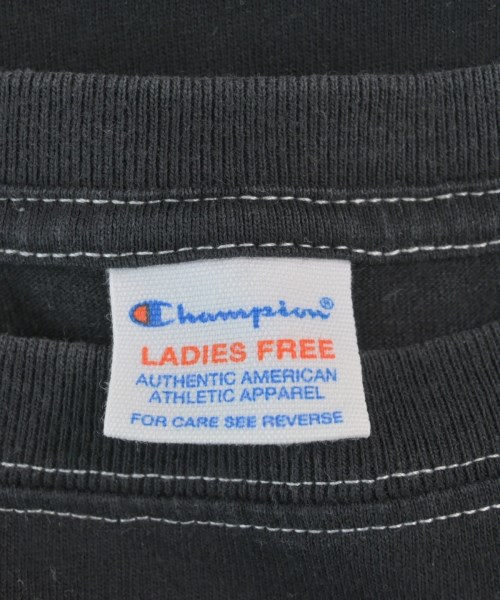 Champion®
LADIES FREE
AUTHENTIC AMERICAN
ATHLETIC APPAREL
FOR CARE SEE REVERSE